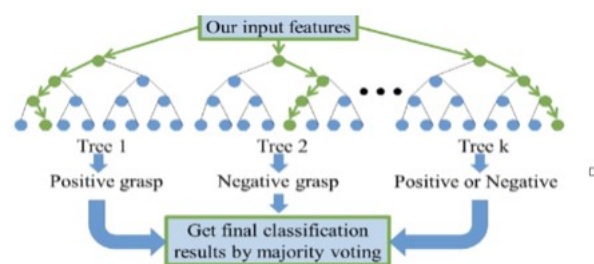 Our input features
Tree 1
Tree 2
Tree k
Positive grasp
Negative grasp
Positive or Negative
Get final classification
results by majority voting